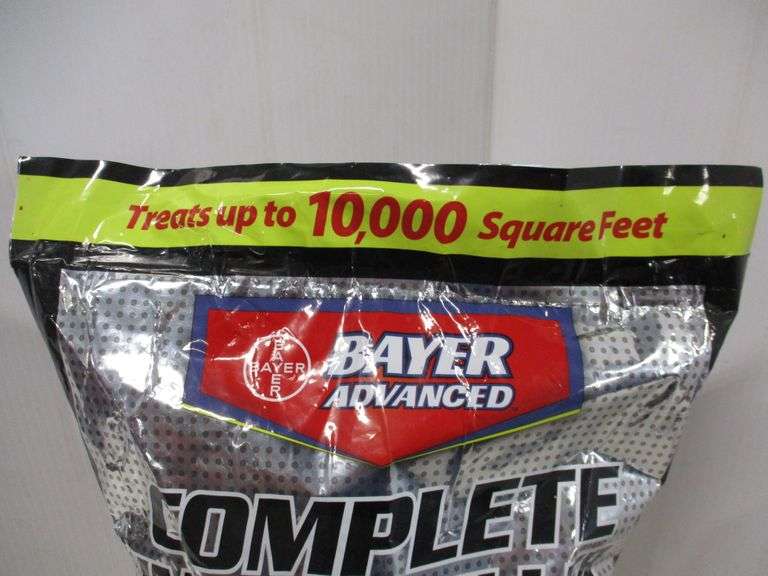 Treats up to 10,000 Square Feet
BAYER
BAYER
BAYER
ADVANCED
COMPLETE